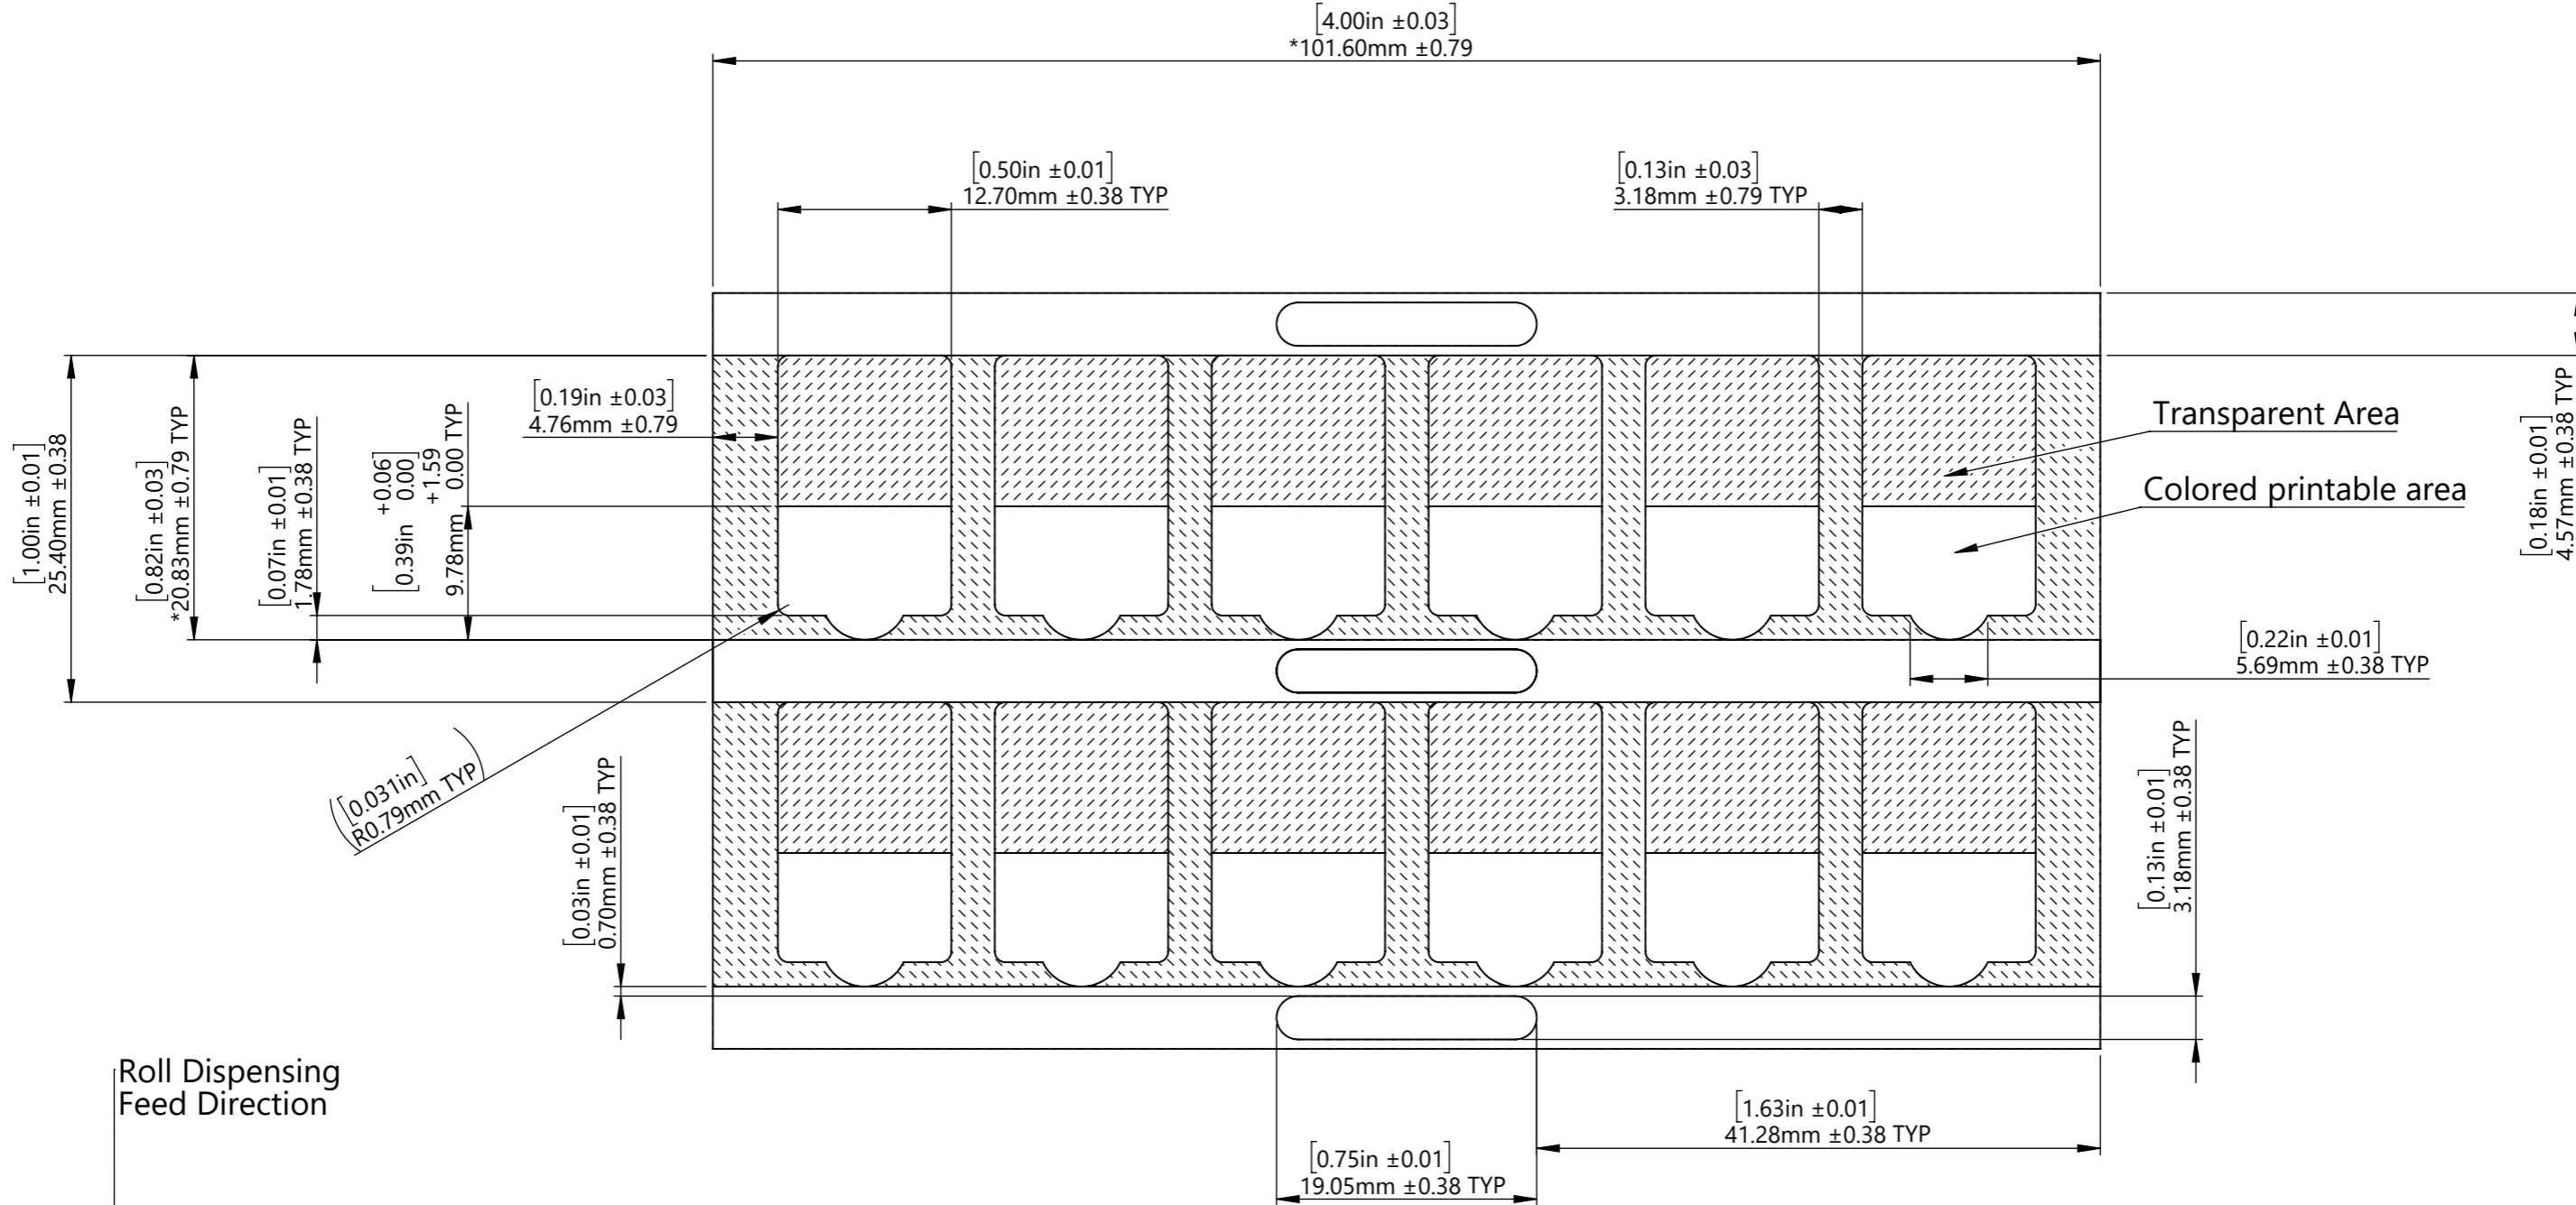 [4.00in ±0.03]
*101.60mm ±0.79
[0.50in ±0.01]
12.70mm ±0.38 TYP
[0.13in ±0.03]
3.18mm ±0.79 TYP
[0.19in ±0.03]
4.76mm ±0.79
[1.00in ±0.01]
25.40mm ±0.38
[0.82in ±0.03]
*20.83mm ±0.79 TYP
[0.07in ±0.01]
1.78mm ±0.38 TYP
[0.39in +0.06 0.00]
9.78mm +1.59 0.00 TYP
Transparent Area
Colored printable area
[0.18in ±0.01]
4.57mm ±0.38 TYP
[0.22in ±0.01]
5.69mm ±0.38 TYP
([0.031in]
R0.79mm TYP)
[0.03in ±0.01]
0.70mm ±0.38 TYP
[0.13in ±0.01]
3.18mm ±0.38 TYP
Roll Dispensing
Feed Direction
[1.63in ±0.01]
41.28mm ±0.38 TYP
[0.75in ±0.01]
19.05mm ±0.38 TYP